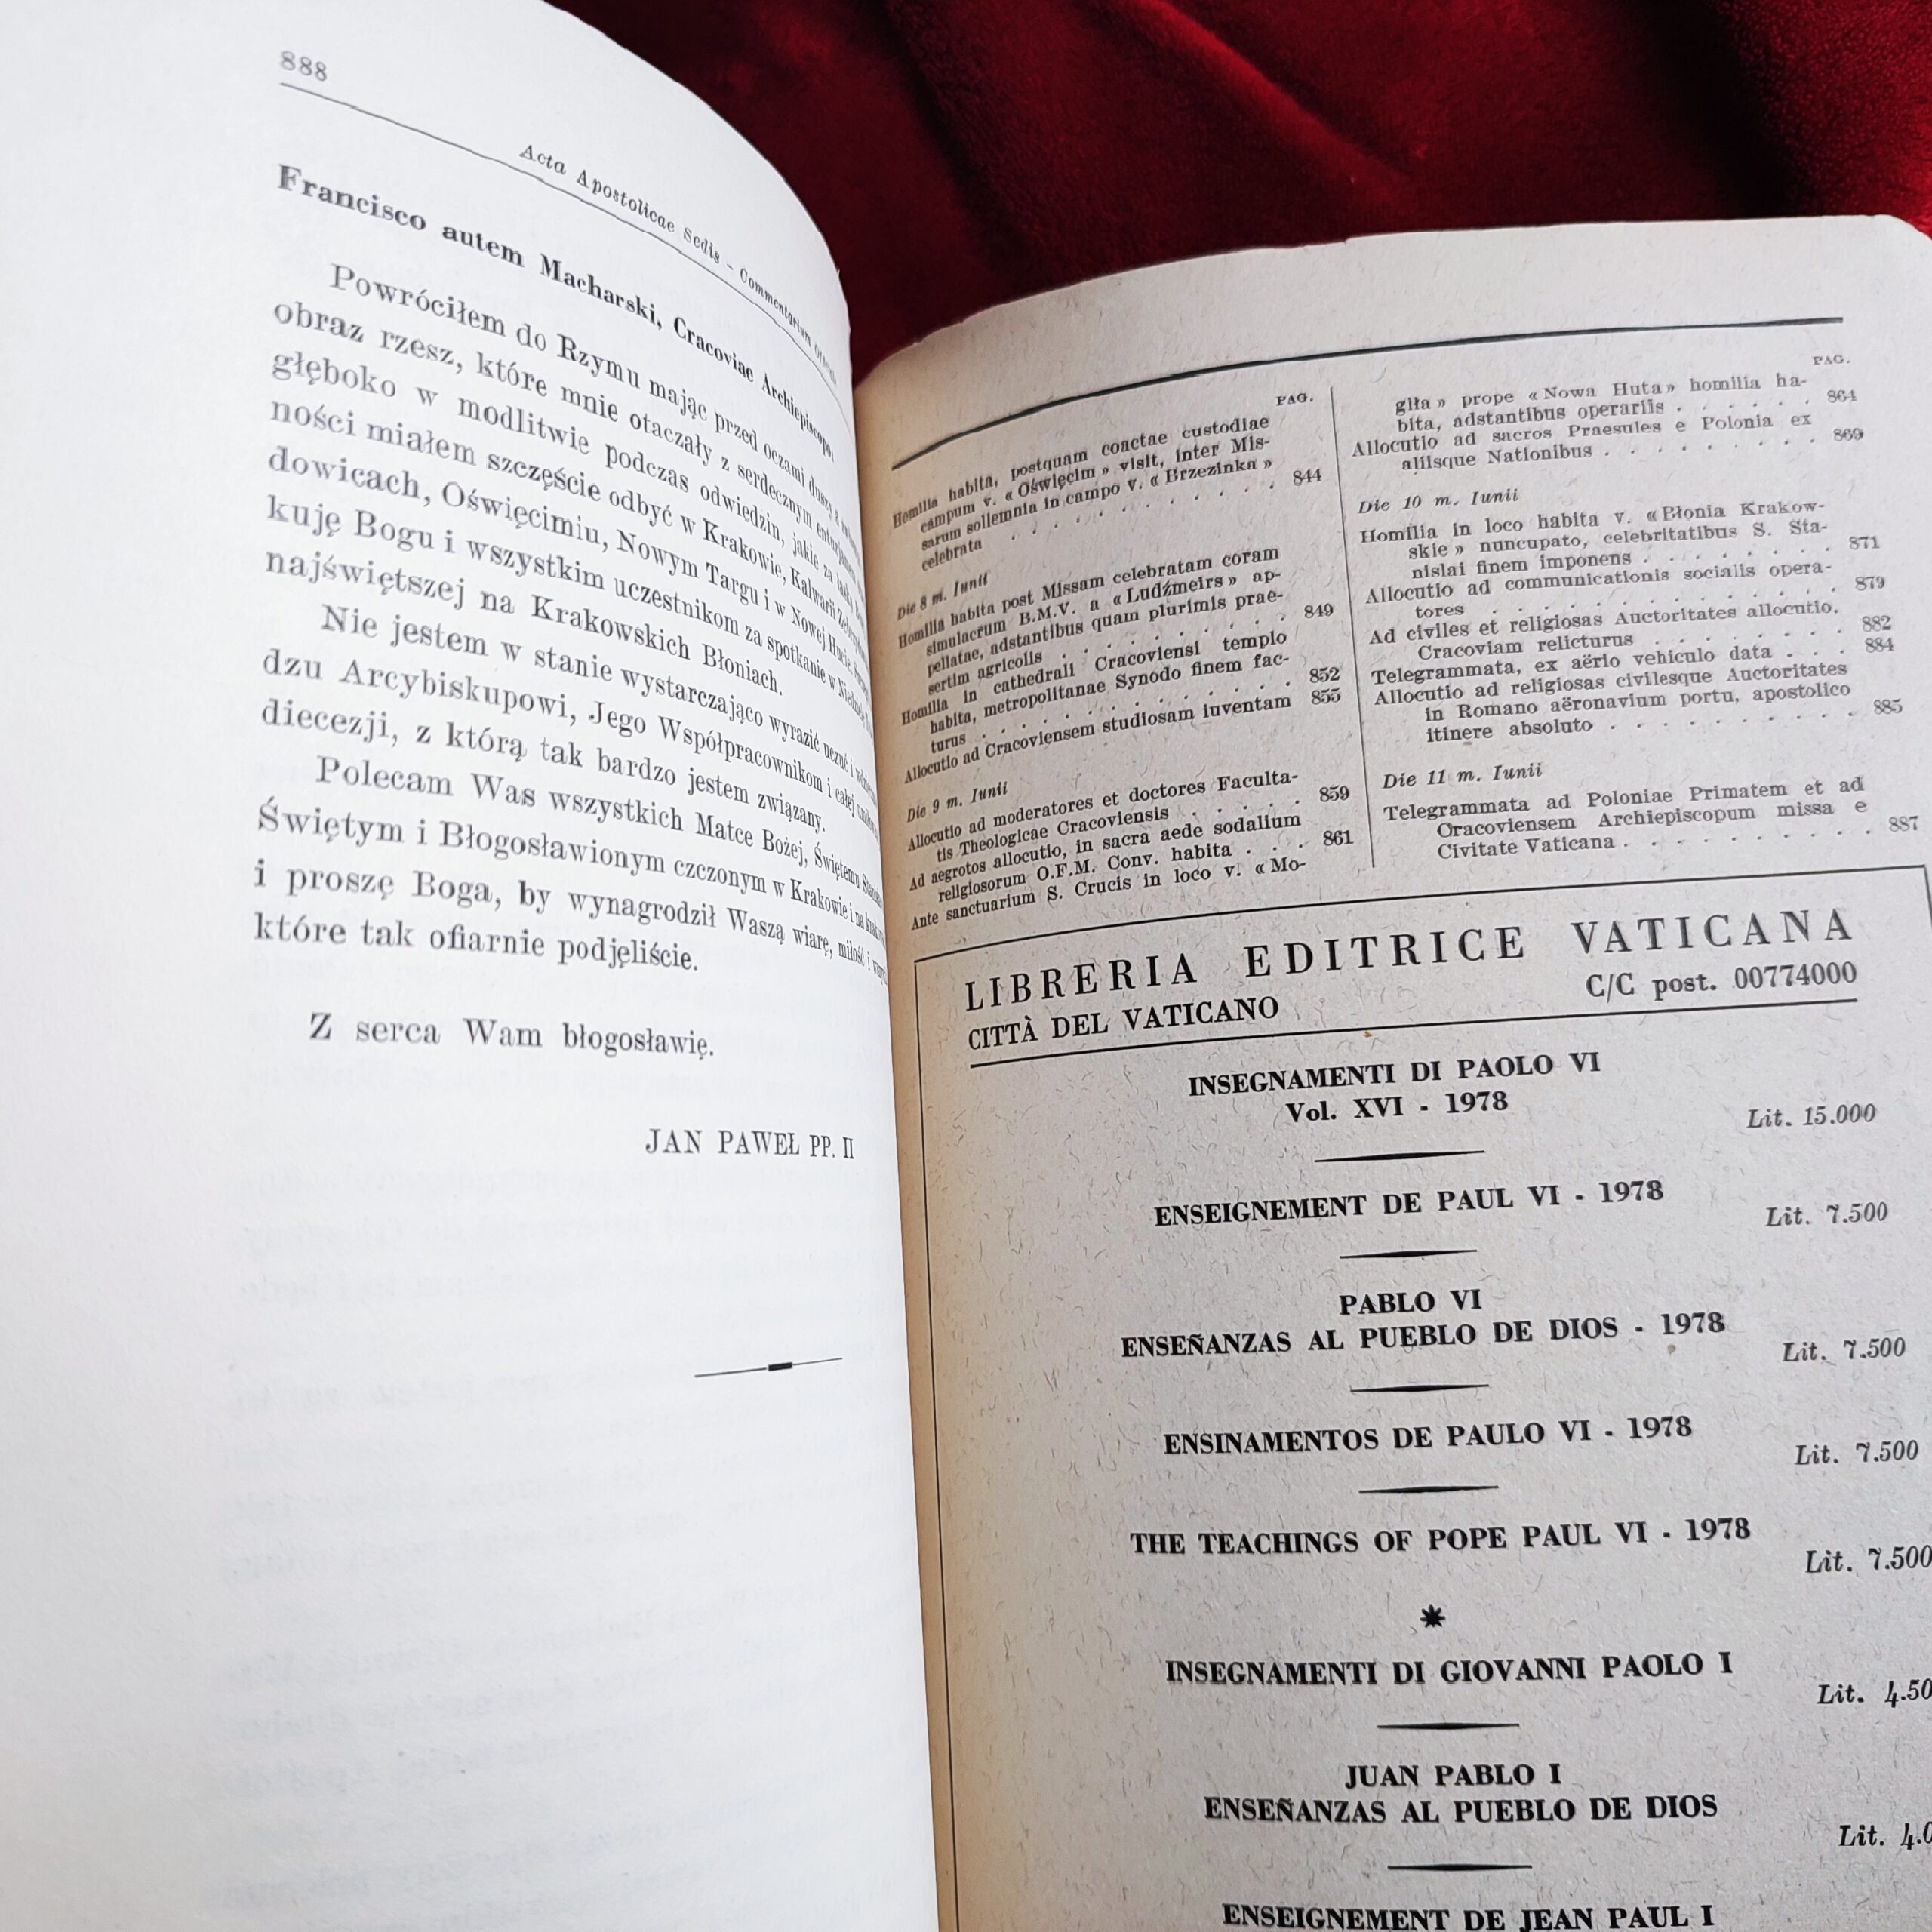 888
Acta Apostolicae Sedis - Commentarium
Francisco autem Macharski, Cracoviae Archiepiscopo:
Powróciłem do Rzymu mając przed oczami duszy
obraz rzesz, które mnie otaczały z serdecznym
głęboko w modlitwie podczas odwiedzin, jakie za
ności miałem szczęście odbyć w Krakowie, Kalwarii
dowicach, Oświęcimiu, Nowym Targu i w Nowej Hucie.
kuję Bogu i wszystkim uczestnikom za spotkanie w Niedzielę
najświętszej na Krakowskich Błoniach.
Nie jestem w stanie wystarczająco wyrazić uczuć i
dzu Arcybiskupowi, Jego Współpracownikom i całej
diecezji, z którą tak bardzo jestem związany.
Polecam Was wszystkich Matce Bożej, Świętemu
Świętym i Błogosławionym czczonym w Krakowie i na
i proszę Boga, by wynagrodził Waszą wiarę, miłość i
które tak ofiarnie podjęliście.
Z serca Wam błogosławię.
JAN PAWEŁ PP. II
PAG.
Homilia habita, postquam coactae custodiae
campum v. « Oświęcim » visit, inter Mis-
sarum sollemnia in campo v. « Brzezinka »
celebrata . . . . . . . . . . 844
Die 8 m. Iunii
Homilia habita post Missam celebratam coram
simulacrum B.M.V. a « Ludźmeirs » ap-
pellatae, adstantibus quam plurimis prae-
sertim agricolis . . . . . . . . 849
Homilia in cathedrali Cracoviensi templo
habita, metropolitanae Synodo finem fac-
turus . . . . . . . . . . . 852
Allocutio ad Cracoviensem studiosam iuventam 855
Die 9 m. Iunii
Allocutio ad moderatores et doctores Faculta-
tis Theologicae Cracoviensis . . . . . 859
Ad aegrotos allocutio, in sacra aede sodalium
religiosorum O.F.M. Conv. habita . . . 861
Ante sanctuarium S. Crucis in loco v. « Mo-
PAG.
giła » prope « Nowa Huta » homilia ha-
bita, adstantibus operariis . . . . . . 864
Allocutio ad sacros Praesules e Polonia ex
aliisque Nationibus . . . . . . . . 869
Die 10 m. Iunii
Homilia in loco habita v. « Błonia Krakow-
skie » nuncupato, celebritatibus S. Sta-
nislai finem imponens . . . . . . . 871
Allocutio ad communicationis socialis opera-
tores . . . . . . . . . . . 879
Ad civiles et religiosas Auctoritates allocutio,
Cracoviam relicturus . . . . . . . 882
Telegrammata, ex aërio vehiculo data . . . 884
Allocutio ad religiosas civilesque Auctoritates
in Romano aëronavium portu, apostolico
itinere absoluto . . . . . . . . . 885
Die 11 m. Iunii
Telegrammata ad Poloniae Primatem et ad
Cracoviensem Archiepiscopum missa e
Civitate Vaticana . . . . . . . . . 887
LIBRERIA EDITRICE VATICANA
CITTÀ DEL VATICANO C/C post. 00774000
INSEGNAMENTI DI PAOLO VI
Vol. XVI - 1978
Lit. 15.000
ENSEIGNEMENT DE PAUL VI - 1978
Lit. 7.500
PABLO VI
ENSEÑANZAS AL PUEBLO DE DIOS - 1978
Lit. 7.500
ENSINAMENTOS DE PAULO VI - 1978
Lit. 7.500
THE TEACHINGS OF POPE PAUL VI - 1978
Lit. 7.500
INSEGNAMENTI DI GIOVANNI PAOLO I
Lit. 4.50
JUAN PABLO I
ENSEÑANZAS AL PUEBLO DE DIOS
Lit. 4.0
ENSEIGNEMENT DE JEAN PAUL I